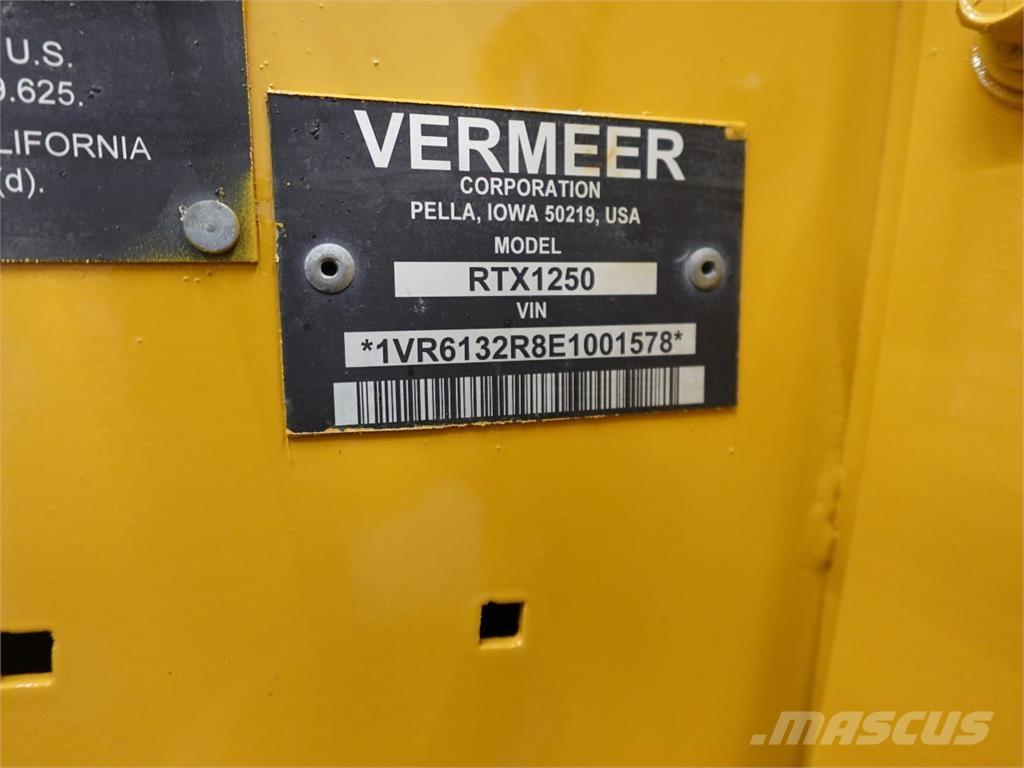 U.S.
9.625.
LIFORNIA
(d).
VERMEER
CORPORATION
PELLA, IOWA 50219, USA
MODEL
RTX1250
VIN
*1VR6132R8E1001578*
MASCUS